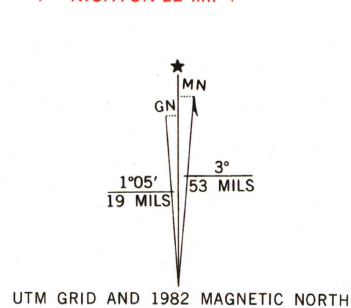 MN
GN
1°05'
19 MILS
3°
53 MILS
UTM GRID AND 1982 MAGNETIC NORTH